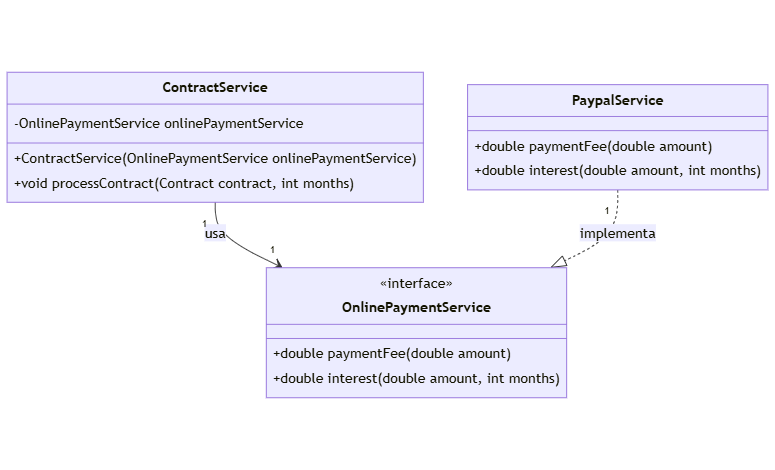 ContractService
-OnlinePaymentService onlinePaymentService
+ContractService(OnlinePaymentService onlinePaymentService)
+void processContract(Contract contract, int months)
PaypalService
+double paymentFee(double amount)
+double interest(double amount, int months)
1
usa
1
1
implementa
«interface»
OnlinePaymentService
+double paymentFee(double amount)
+double interest(double amount, int months)